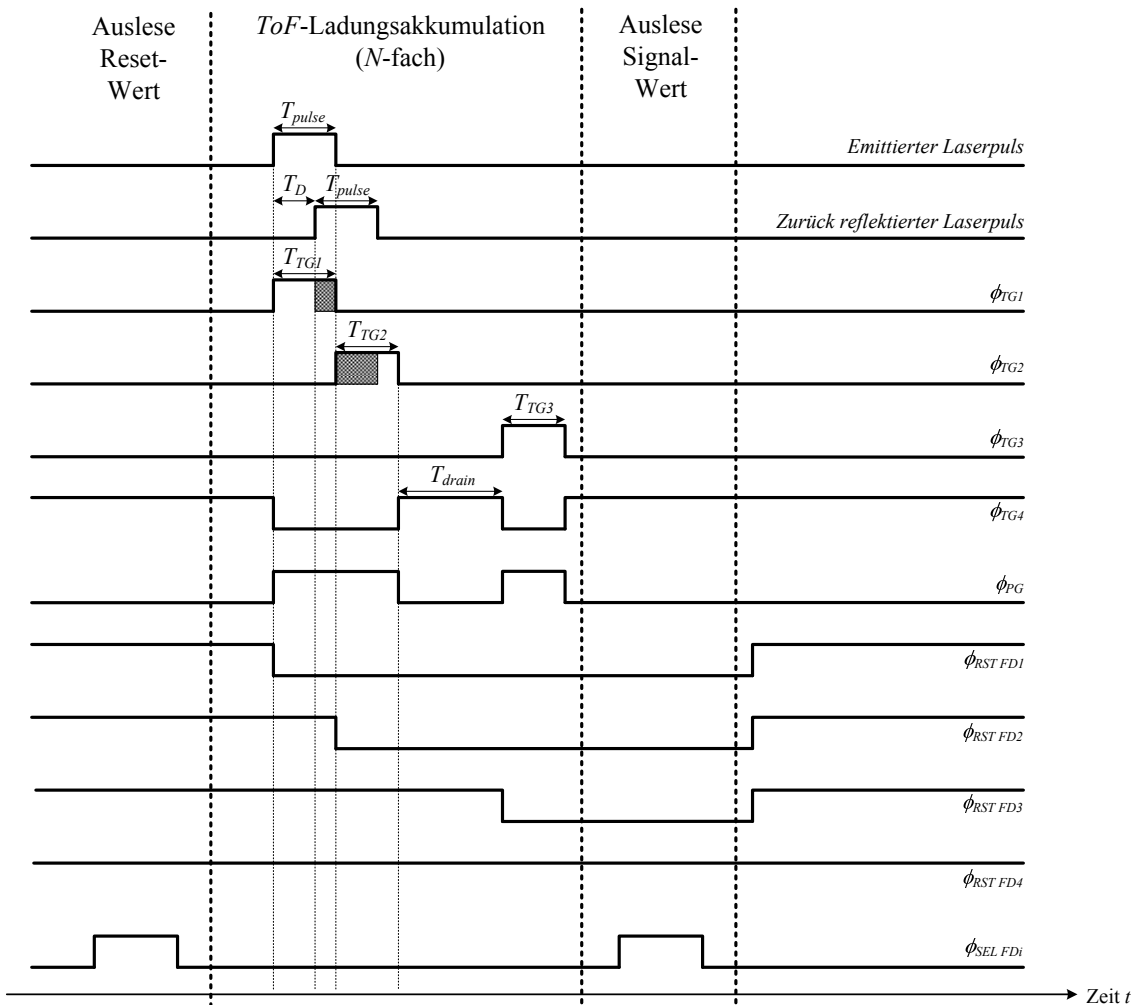 Auslese
Reset-
Wert
ToF-Ladungsakkumulation
(N-fach)
Auslese
Signal-
Wert
T_pulse
Emittierter Laserpuls
T_D
T_pulse
Zurück reflektierter Laserpuls
T_TG1
ϕ_TG1
T_TG2
ϕ_TG2
T_TG3
ϕ_TG3
T_drain
ϕ_TG4
ϕ_PG
ϕ_RST FD1
ϕ_RST FD2
ϕ_RST FD3
ϕ_RST FD4
ϕ_SEL FDi
Zeit t